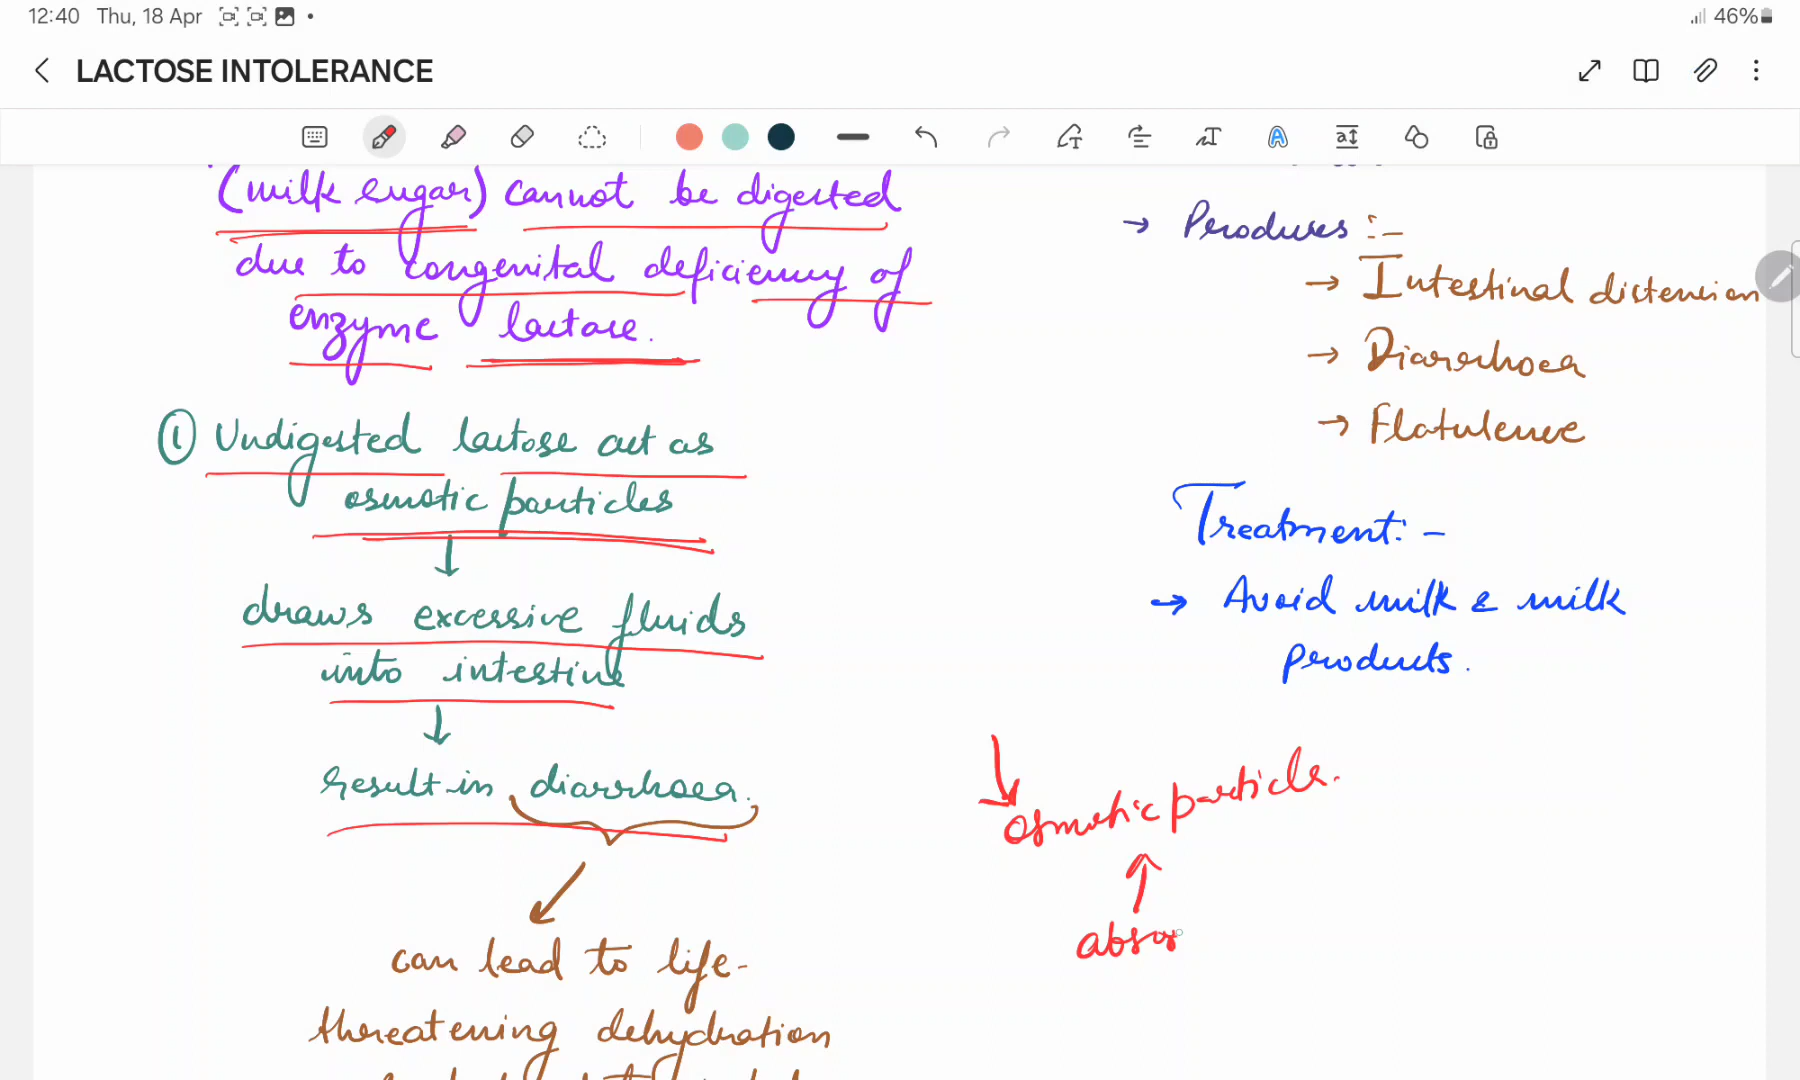 12:40 Thu, 18 Apr 46%
LACTOSE INTOLERANCE
(milk sugar) cannot be digested
due to congenital deficiency of
enzyme lactase.
① Undigested lactose act as
osmotic particles
↓
draws excessive fluids
into intestine
↓
result in diarrhoea.
can lead to life-
threatening dehydration
→ Produces :-
→ Intestinal distension
→ Diarrhoea
→ Flatulence
Treatment:-
→ Avoid milk & milk
products.
↓
osmotic particle.
↑
absor